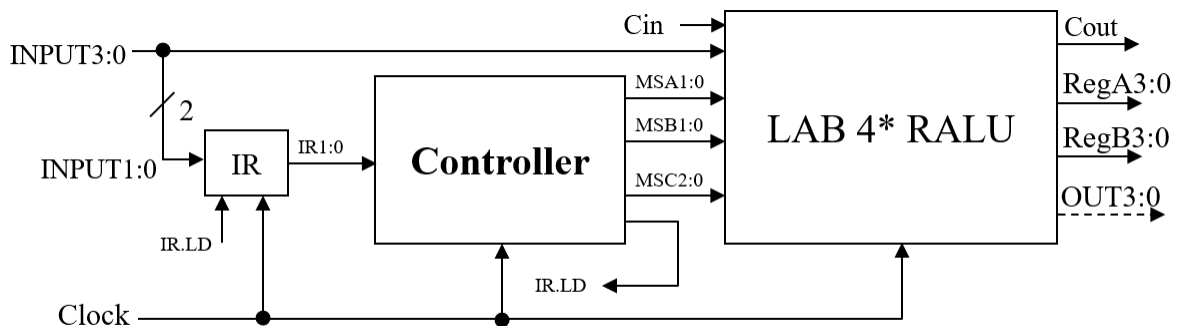 Cin
Cout
INPUT3:0
MSA1:0
RegA3:0
2
LAB 4* RALU
INPUT1:0
IR
IR1:0
Controller
MSB1:0
RegB3:0
MSC2:0
OUT3:0
IR.LD
IR.LD
Clock